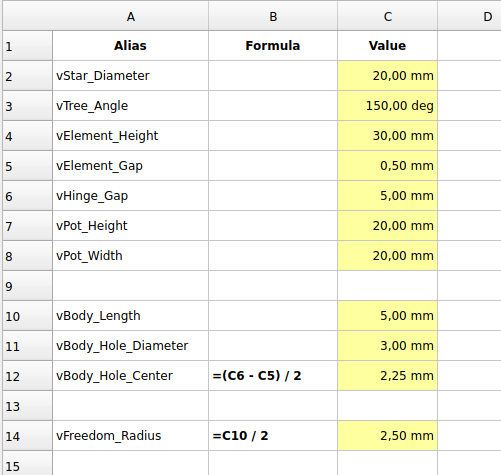 A B C D
1 Alias Formula Value
2 vStar_Diameter 20,00 mm
3 vTree_Angle 150,00 deg
4 vElement_Height 30,00 mm
5 vElement_Gap 0,50 mm
6 vHinge_Gap 5,00 mm
7 vPot_Height 20,00 mm
8 vPot_Width 20,00 mm
9
10 vBody_Length 5,00 mm
11 vBody_Hole_Diameter 3,00 mm
12 vBody_Hole_Center =(C6 - C5) / 2 2,25 mm
13
14 vFreedom_Radius =C10 / 2 2,50 mm
15